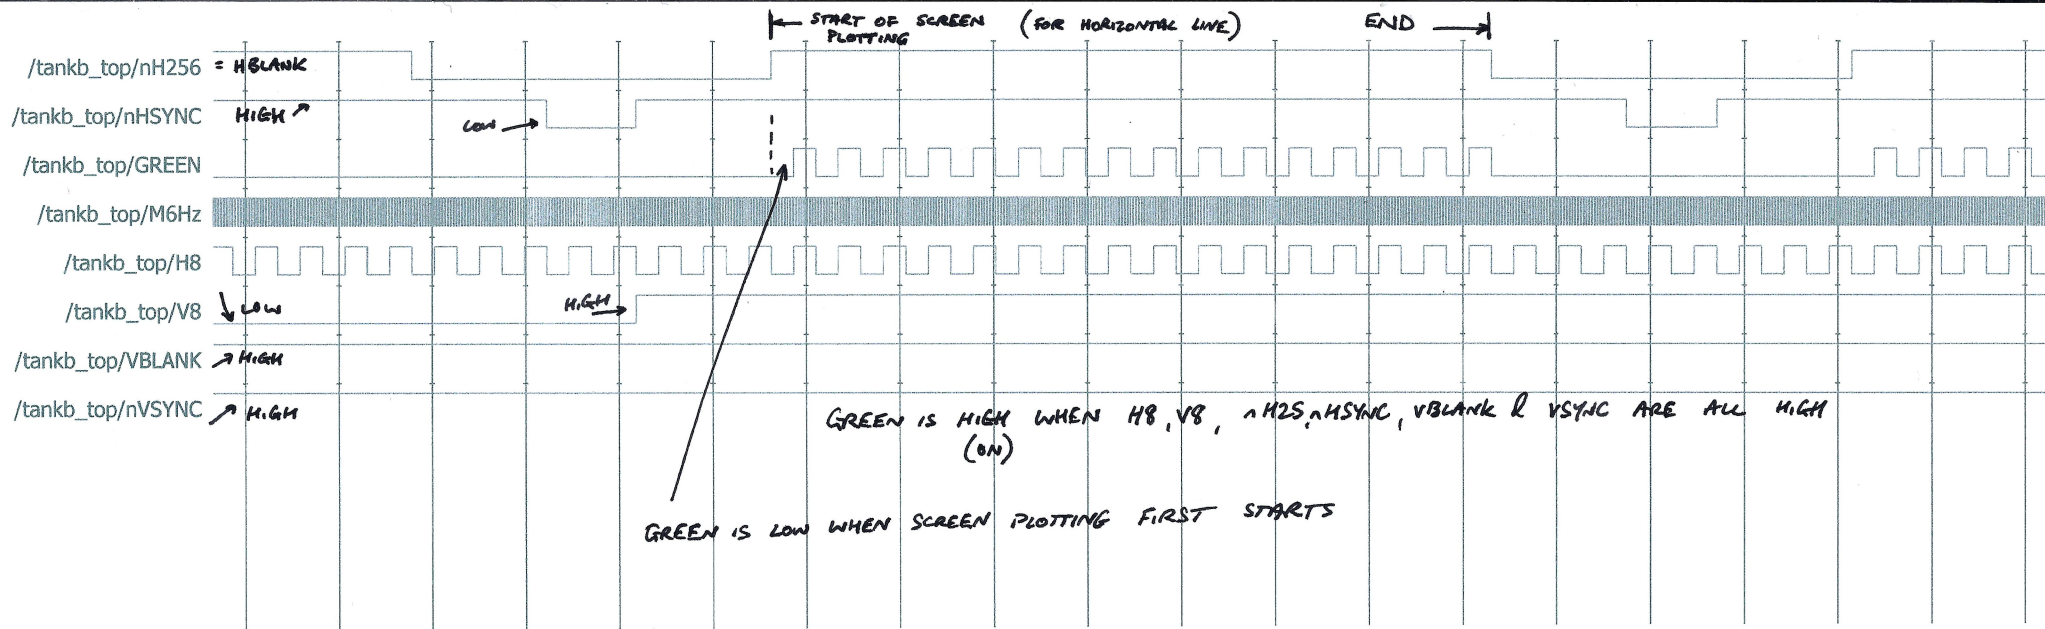 START OF SCREEN (FOR HORIZONTAL LINE) END
PLOTTING
/tankb_top/nH256 = HBLANK
/tankb_top/nHSYNC HIGH
LOW
/tankb_top/GREEN
/tankb_top/M6Hz
/tankb_top/H8
/tankb_top/V8 LOW HIGH
/tankb_top/VBLANK HIGH
/tankb_top/nVSYNC HIGH
GREEN IS HIGH WHEN H8, V8, nH25, nHSYNC, VBLANK & VSYNC ARE ALL HIGH
(ON)
GREEN IS LOW WHEN SCREEN PLOTTING FIRST STARTS